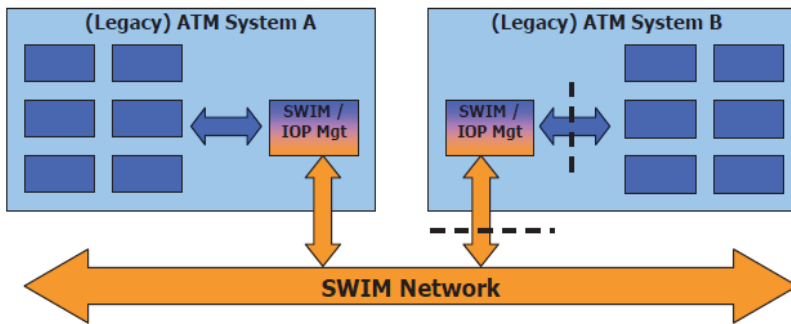 (Legacy) ATM System A
(Legacy) ATM System B
SWIM /
IOP Mgt
SWIM /
IOP Mgt
SWIM Network